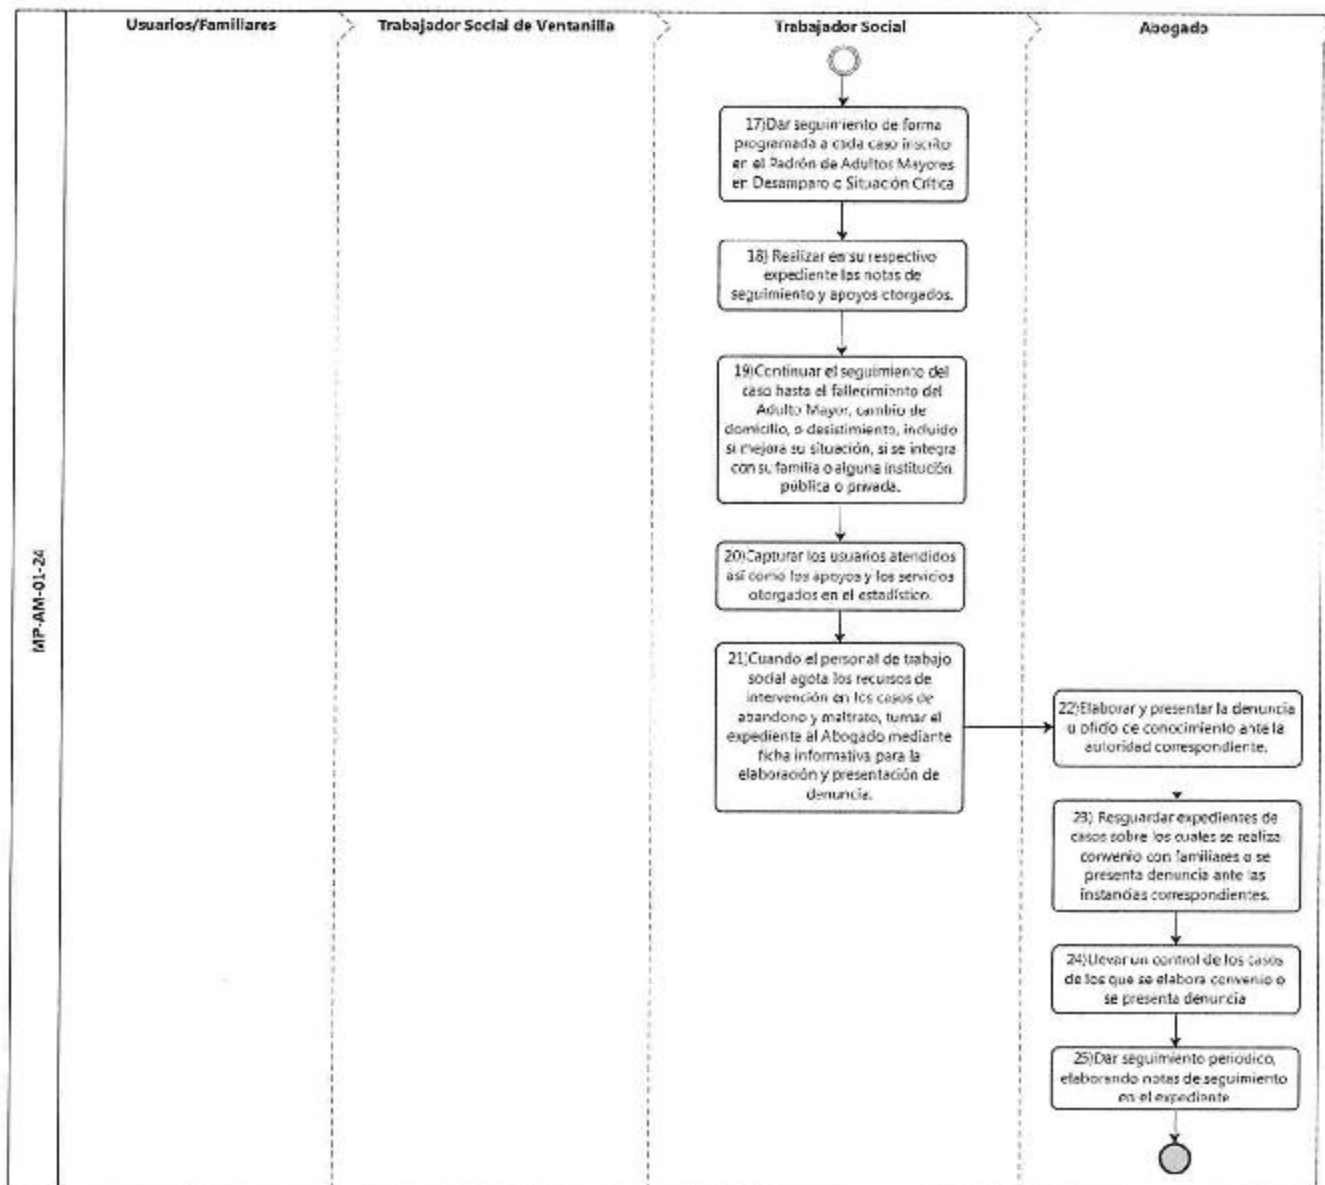 Usuarios/Familiares
Trabajador Social de Ventanilla
Trabajador Social
Abogado
MP-AM-01-24
17)Dar seguimiento de forma
programada a cada caso inscrito
en el Padrón de Adultos Mayores
en Desamparo o Situación Crítica
18) Realizar en su respectivo
expediente las notas de
seguimiento y apoyos otorgados.
19)Continuar el seguimiento del
caso hasta el fallecimiento del
Adulto Mayor, cambio de
domicilio, o desistimiento, incluido
si mejora su situación, si se integra
con su familia o alguna institución
pública o privada.
20)Capturar los usuarios atendidos
así como los apoyos y los servicios
otorgados en el estadístico.
21)Cuando el personal de trabajo
social agota los recursos de
intervención en los casos de
abandono y maltrato, turnar el
expediente al Abogado mediante
ficha informativa para la
elaboración y presentación de
denuncia.
22)Elaborar y presentar la denuncia
u oficio de conocimiento ante la
autoridad correspondiente.
23) Resguardar expedientes de
casos sobre los cuales se realiza
convenio con familiares o se
presenta denuncia ante las
instancias correspondientes.
24)Llevar un control de los casos
de los que se elabora convenio o
se presenta denuncia
25)Dar seguimiento periodico,
elaborando notas de seguimiento
en el expediente